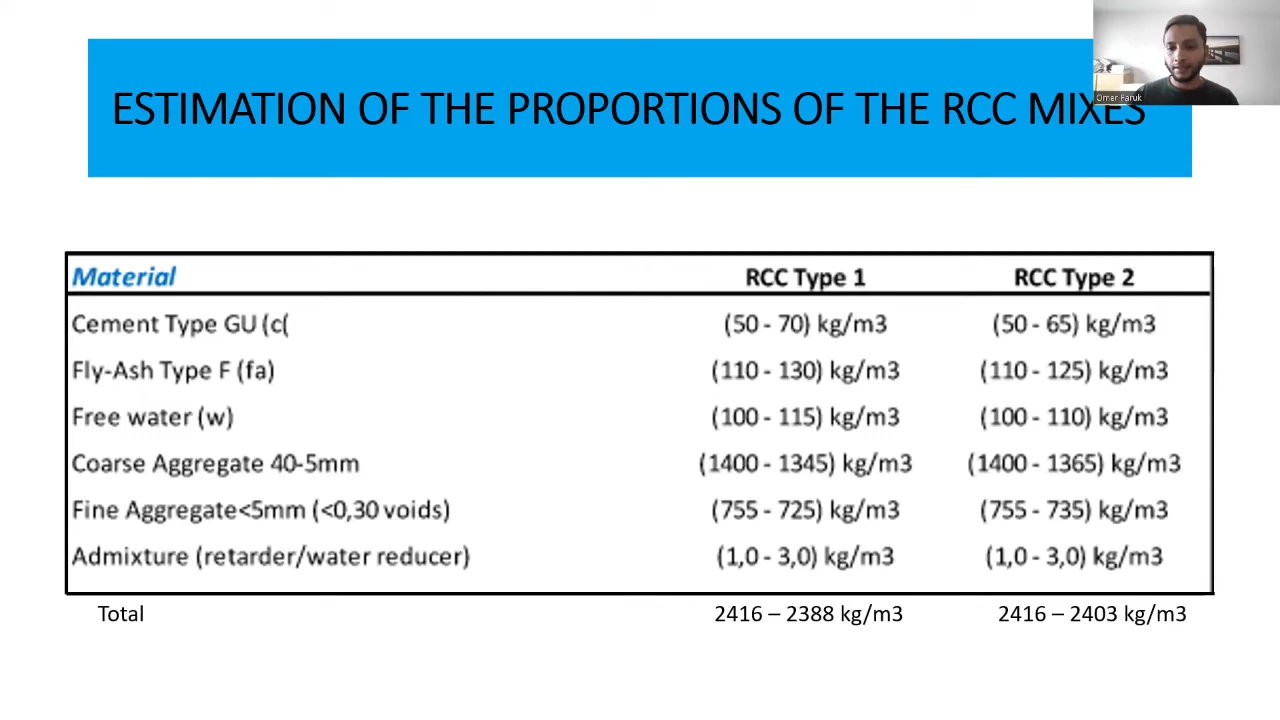 ESTIMATION OF THE PROPORTIONS OF THE RCC MIXES
Omer Faruk
Material RCC Type 1 RCC Type 2
Cement Type GU (c( (50 - 70) kg/m3 (50 - 65) kg/m3
Fly-Ash Type F (fa) (110 - 130) kg/m3 (110 - 125) kg/m3
Free water (w) (100 - 115) kg/m3 (100 - 110) kg/m3
Coarse Aggregate 40-5mm (1400 - 1345) kg/m3 (1400 - 1365) kg/m3
Fine Aggregate<5mm (<0,30 voids) (755 - 725) kg/m3 (755 - 735) kg/m3
Admixture (retarder/water reducer) (1,0 - 3,0) kg/m3 (1,0 - 3,0) kg/m3
Total 2416 – 2388 kg/m3 2416 – 2403 kg/m3